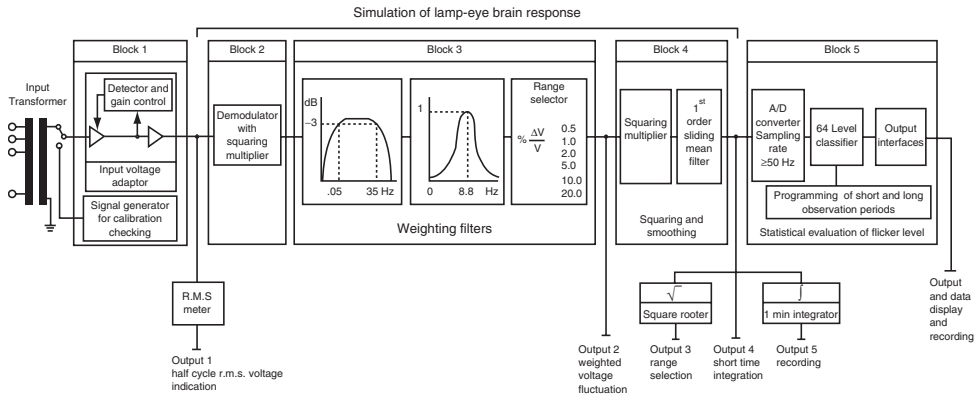 Simulation of lamp-eye brain response
Input
Transformer
Block 1
Detector and
gain control
Input voltage
adaptor
Signal generator
for calibration
checking
Block 2
Demodulator
with
squaring
multiplier
Block 3
dB
−3
.05
35 Hz
1
0
8.8
Hz
Range
selector
% ΔV
V
0.5
1.0
2.0
5.0
10.0
20.0
Weighting filters
Block 4
Squaring
multiplier
1st
order
sliding
mean
filter
Squaring and
smoothing
Block 5
A/D
converter
Sampling
rate
≥50 Hz
64 Level
classifier
Output
interfaces
Programming of short and long
observation periods
Statistical evaluation of flicker level
R.M.S
meter
√
Square rooter
∫
1 min integrator
Output 1
half cycle r.m.s. voltage
indication
Output 2
weighted
voltage
fluctuation
Output 3
range
selection
Output 4
short time
integration
Output 5
recording
Output
and data
display
and
recording